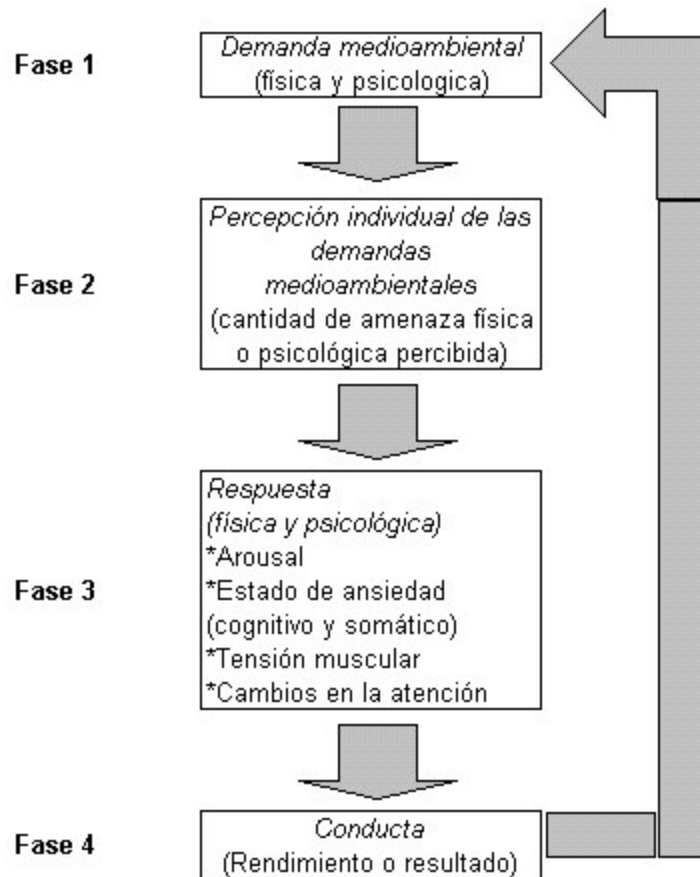 Fase 1
Demanda medioambiental
(física y psicologica)
Fase 2
Percepción individual de las
demandas
medioambientales
(cantidad de amenaza física
o psicológica percibida)
Fase 3
Respuesta
(física y psicológica)
*Arousal
*Estado de ansiedad
(cognitivo y somático)
*Tensión muscular
*Cambios en la atención
Fase 4
Conducta
(Rendimiento o resultado)